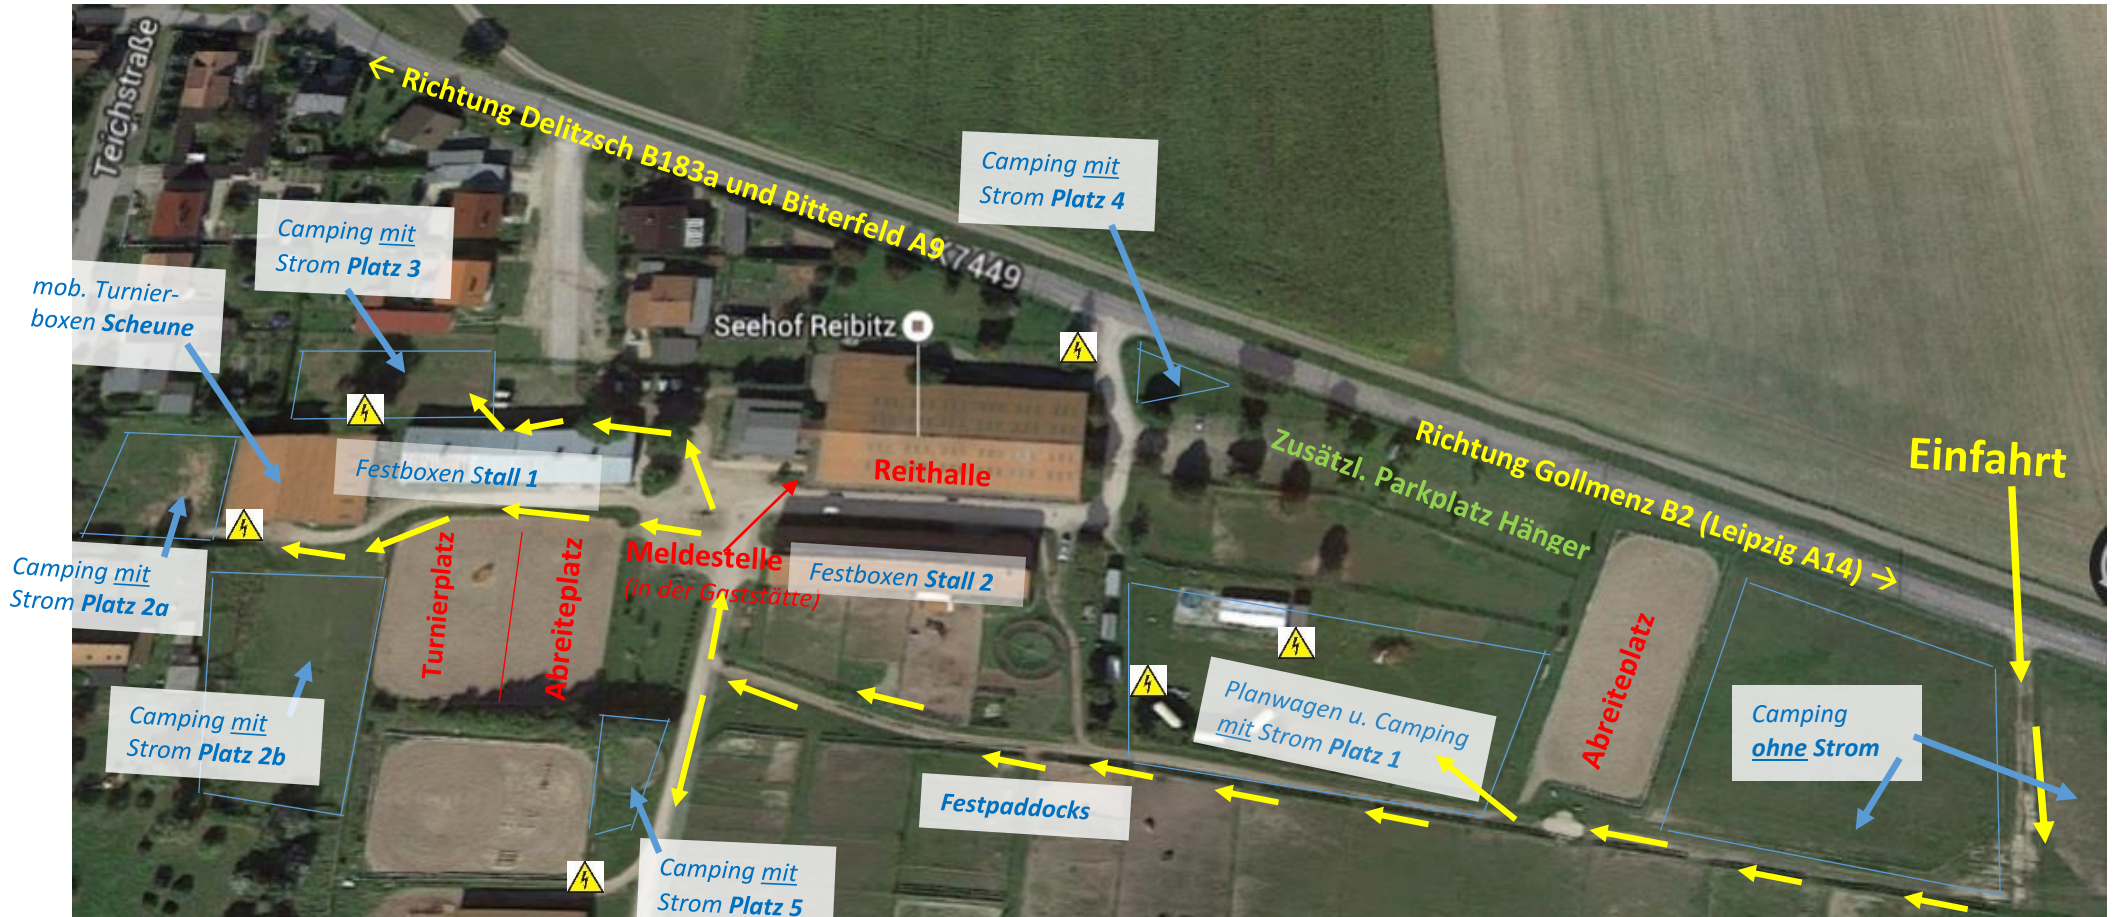 Teichstraße
← Richtung Delitzsch B183a und Bitterfeld A9
K7449
Camping mit
Strom Platz 4
Camping mit
Strom Platz 3
mob. Turnier-
boxen Scheune
Seehof Reibitz
Einfahrt
Richtung Gollmenz B2 (Leipzig A14) →
Zusätzl. Parkplatz Hänger
Reithalle
Festboxen Stall 1
Meldestelle
(in der Gaststätte)
Festboxen Stall 2
Camping mit
Strom Platz 2a
Turnierplatz
Abreiteplatz
Camping mit
Strom Platz 2b
Planwagen u. Camping
mit Strom Platz 1
Abreiteplatz
Camping
ohne Strom
Festpaddocks
Camping mit
Strom Platz 5